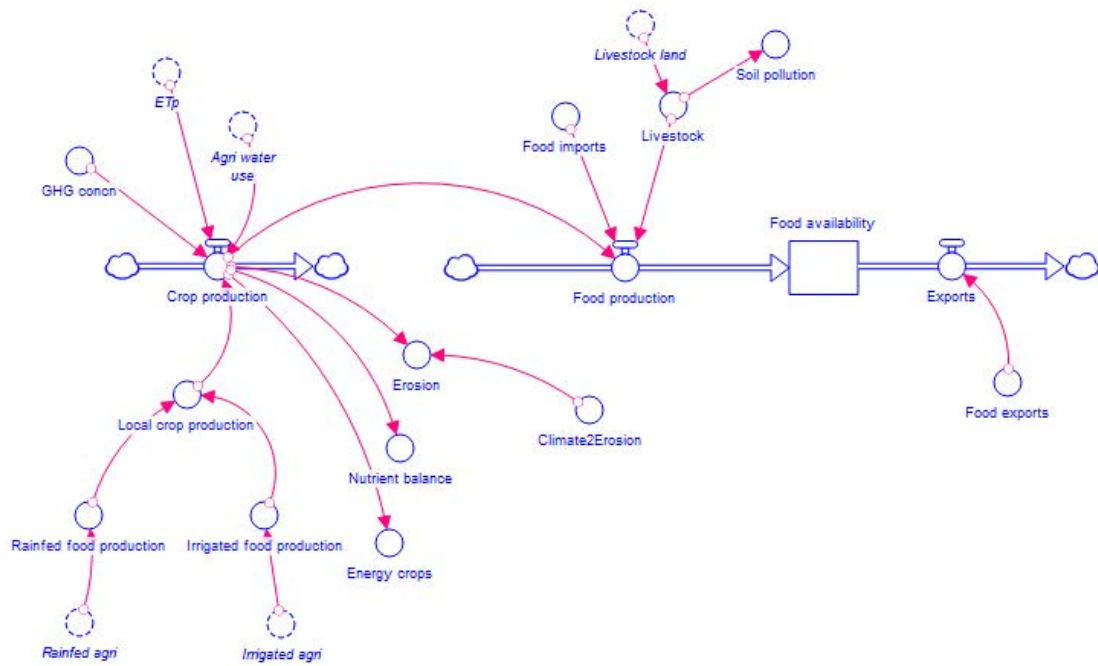 Livestock land
Soil pollution
ETp
Agri water
use
Food imports
Livestock
GHG concn
Food availability
Crop production
Food production
Exports
Erosion
Food exports
Local crop production
Climate2Erosion
Nutrient balance
Rainfed food production
Irrigated food production
Energy crops
Rainfed agri
Irrigated agri